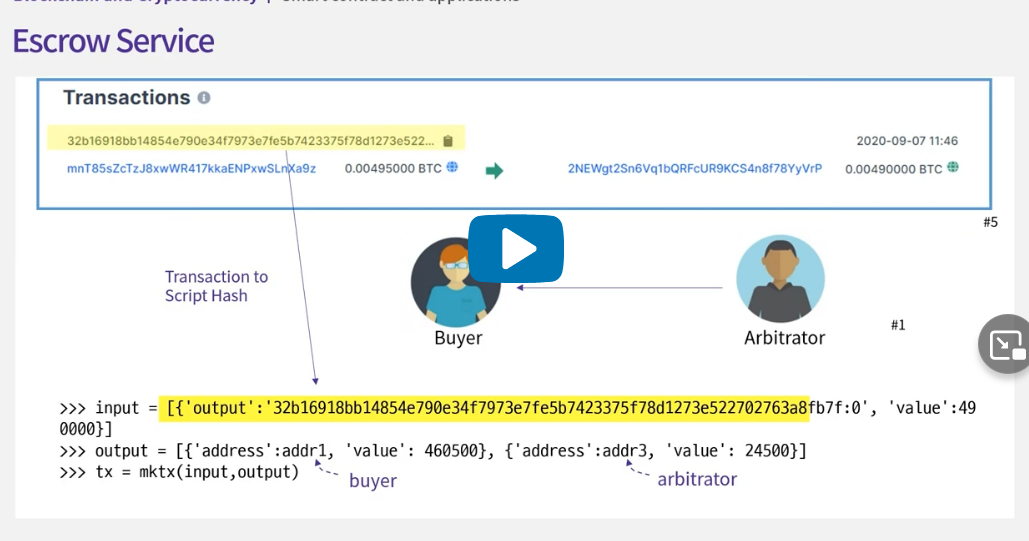 Blockchain and Cryptocurrency | Smart contract and applications
Escrow Service
Transactions
32b16918bb14854e790e34f7973e7fe5b7423375f78d1273e522...
2020-09-07 11:46
mnT85sZcTzJ8xwWR417kkaENPxwSLnXa9z 0.00495000 BTC 2NEWgt2Sn6Vq1bQRFcUR9KCS4n8f78YyVrP 0.00490000 BTC
#5
Transaction to
Script Hash
Buyer
Arbitrator
#1
>>> input = [{'output':'32b16918bb14854e790e34f7973e7fe5b7423375f78d1273e522702763a8fb7f:0', 'value':49
0000}]
>>> output = [{'address':addr1, 'value': 460500}, {'address':addr3, 'value': 24500}]
>>> tx = mktx(input,output)
buyer
arbitrator